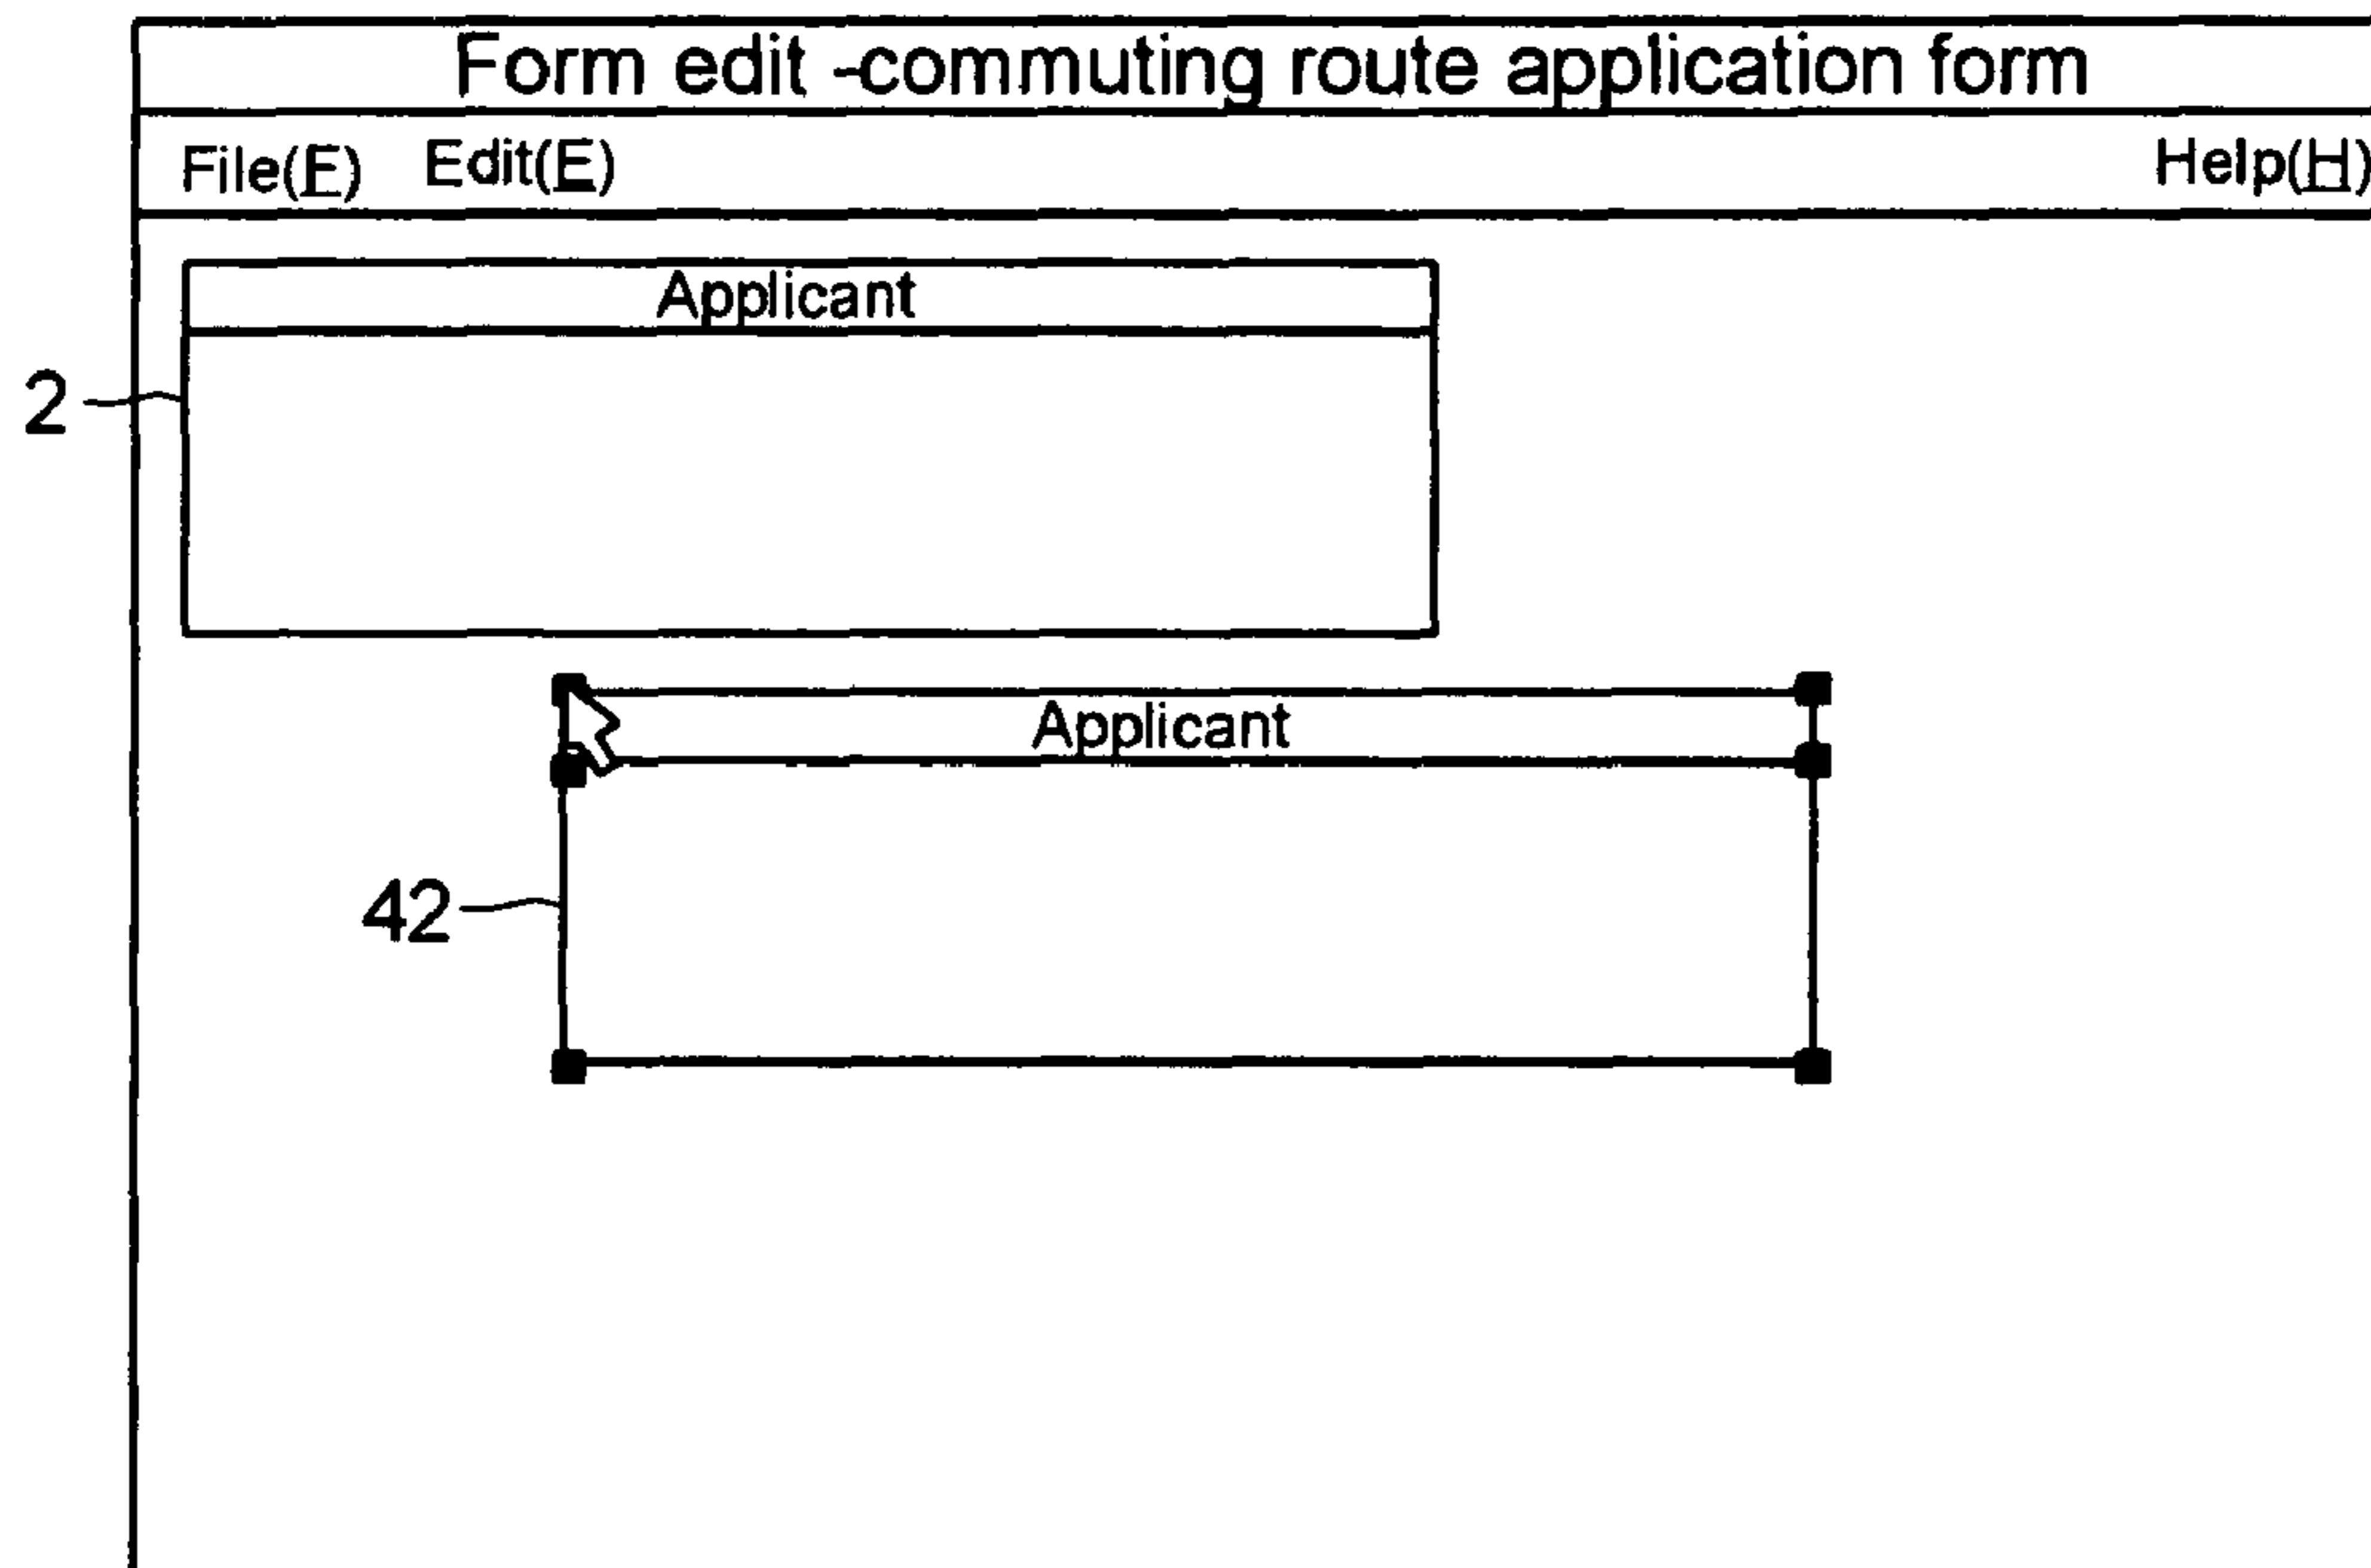 Form edit -commuting route application form
File(F) Edit(E) Help(H)
Applicant
2
Applicant
42